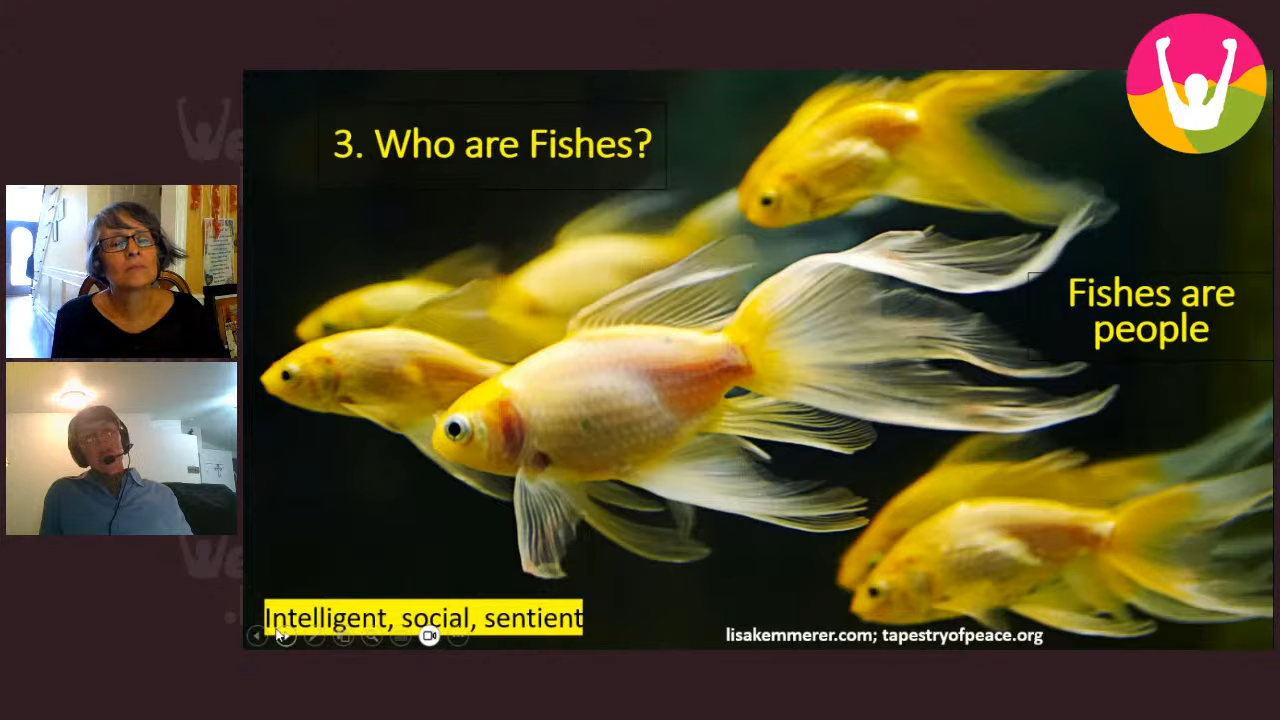 3. Who are Fishes?
Fishes are
people
Intelligent, social, sentient
lisakemmerer.com; tapestryofpeace.org